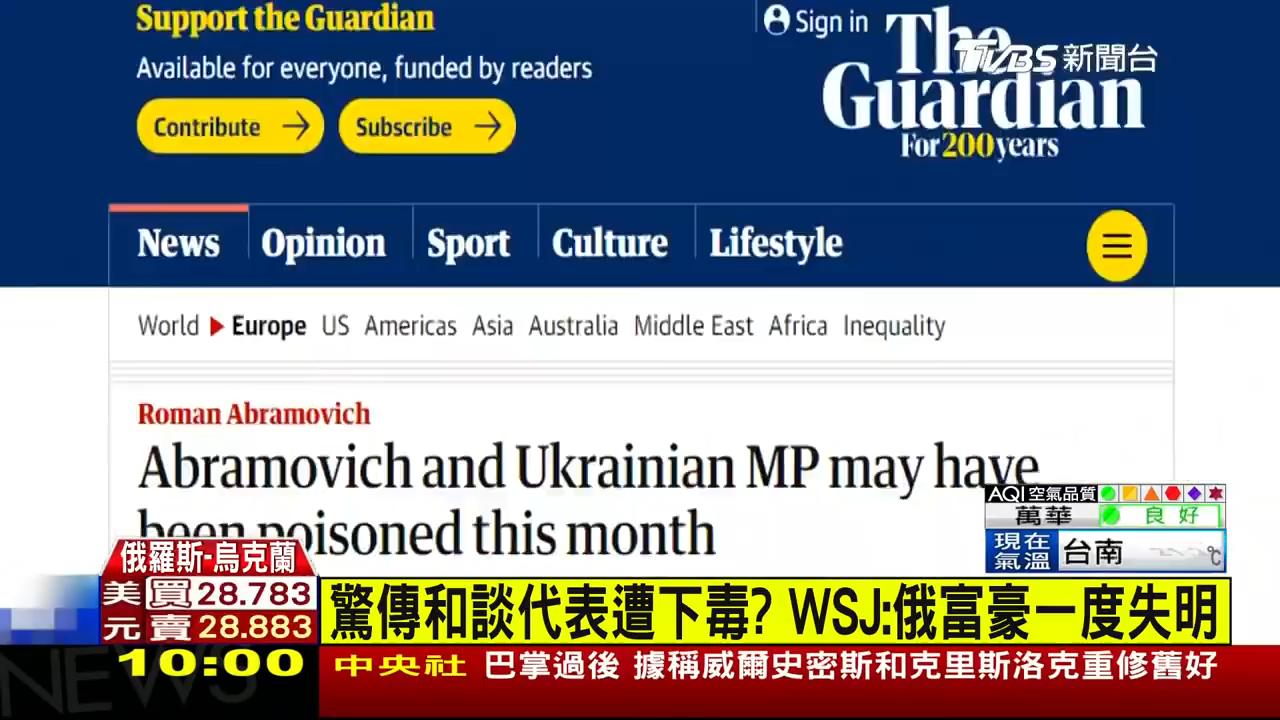 Support the Guardian
Available for everyone, funded by readers
Contribute
Subscribe
Sign in
The Guardian
For 200 years
TVBS 新聞台
News
Opinion
Sport
Culture
Lifestyle
World Europe US Americas Asia Australia Middle East Africa Inequality
Roman Abramovich
Abramovich and Ukrainian MP may have
been poisoned this month
AQI 空氣品質
萬華 良好
現在氣溫 台南 ℃
俄羅斯-烏克蘭
美元 買 28.783
賣 28.883
驚傳和談代表遭下毒? WSJ:俄富豪一度失明
10:00
NEWS
中央社 巴掌過後 據稱威爾史密斯和克里斯洛克重修舊好